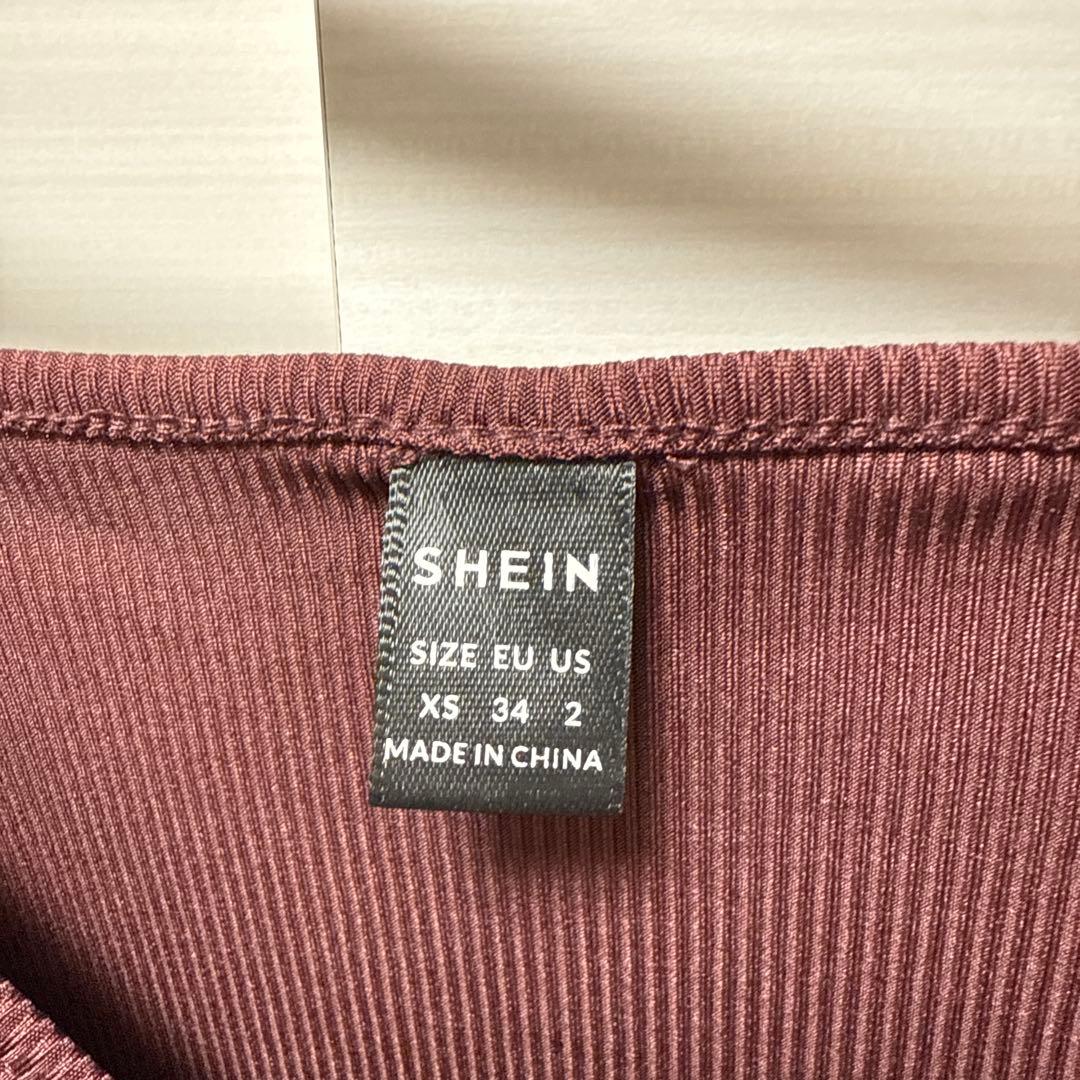 SHEIN
SIZE EU US
XS 34 2
MADE IN CHINA